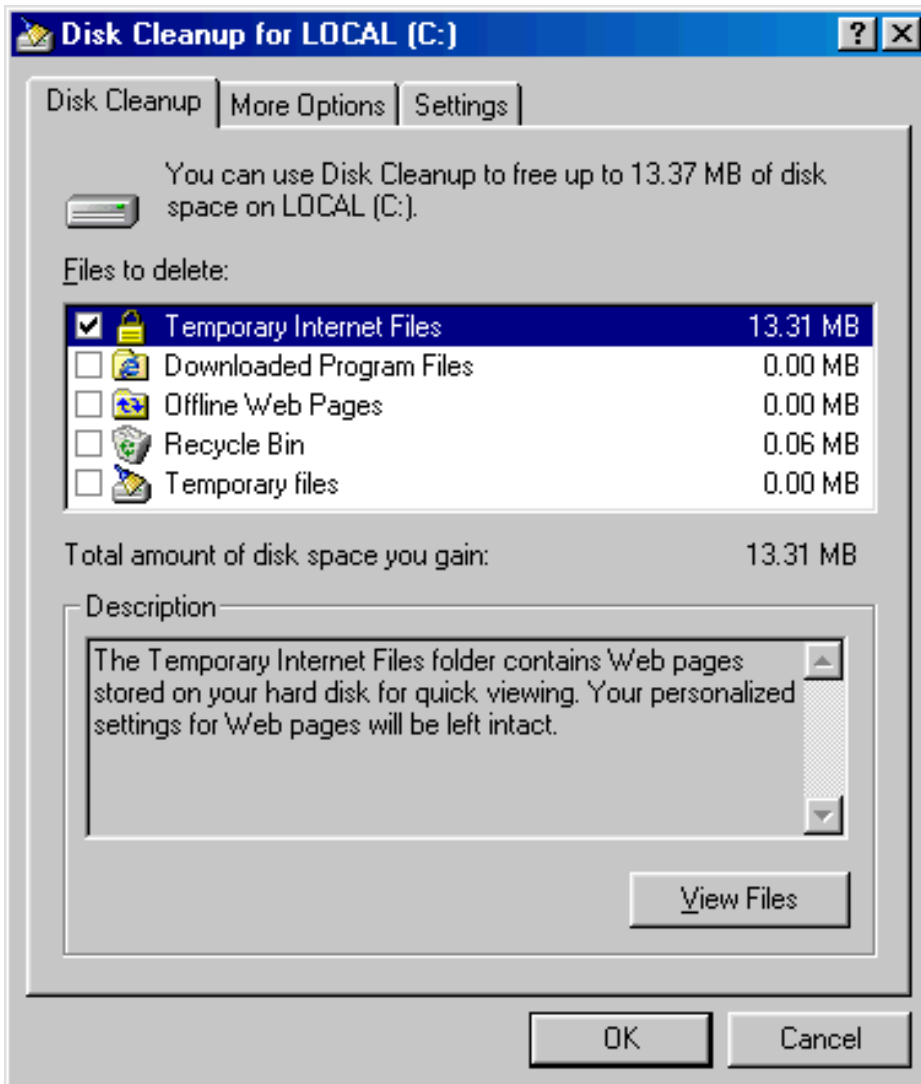 Disk Cleanup for LOCAL (C:)
Disk Cleanup More Options Settings
You can use Disk Cleanup to free up to 13.37 MB of disk
space on LOCAL (C:).
Files to delete:
Temporary Internet Files 13.31 MB
Downloaded Program Files 0.00 MB
Offline Web Pages 0.00 MB
Recycle Bin 0.06 MB
Temporary files 0.00 MB
Total amount of disk space you gain: 13.31 MB
Description
The Temporary Internet Files folder contains Web pages
stored on your hard disk for quick viewing. Your personalized
settings for Web pages will be left intact.
View Files
OK Cancel